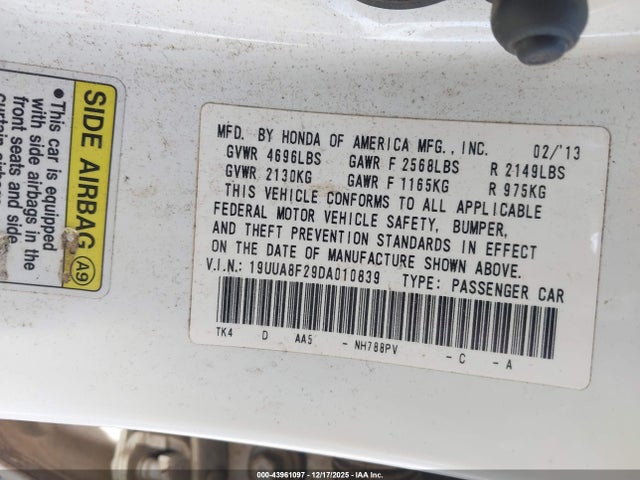 SIDE AIRBAG A9
•This car is equipped
with side airbags in the
front seats and side
curtain airbags
MFD. BY HONDA OF AMERICA MFG., INC. 02/'13
GVWR 4696LBS GAWR F 2568LBS R 2149LBS
GVWR 2130KG GAWR F 1165KG R 975KG
THIS VEHICLE CONFORMS TO ALL APPLICABLE
FEDERAL MOTOR VEHICLE SAFETY, BUMPER,
AND THEFT PREVENTION STANDARDS IN EFFECT
ON THE DATE OF MANUFACTURE SHOWN ABOVE.
V.I.N.: 19UUA8F29DA010839 TYPE: PASSENGER CAR
TK4 D AA5 - NH788PV - C - A
000-43961097 - 12/17/2025 - IAA Inc.